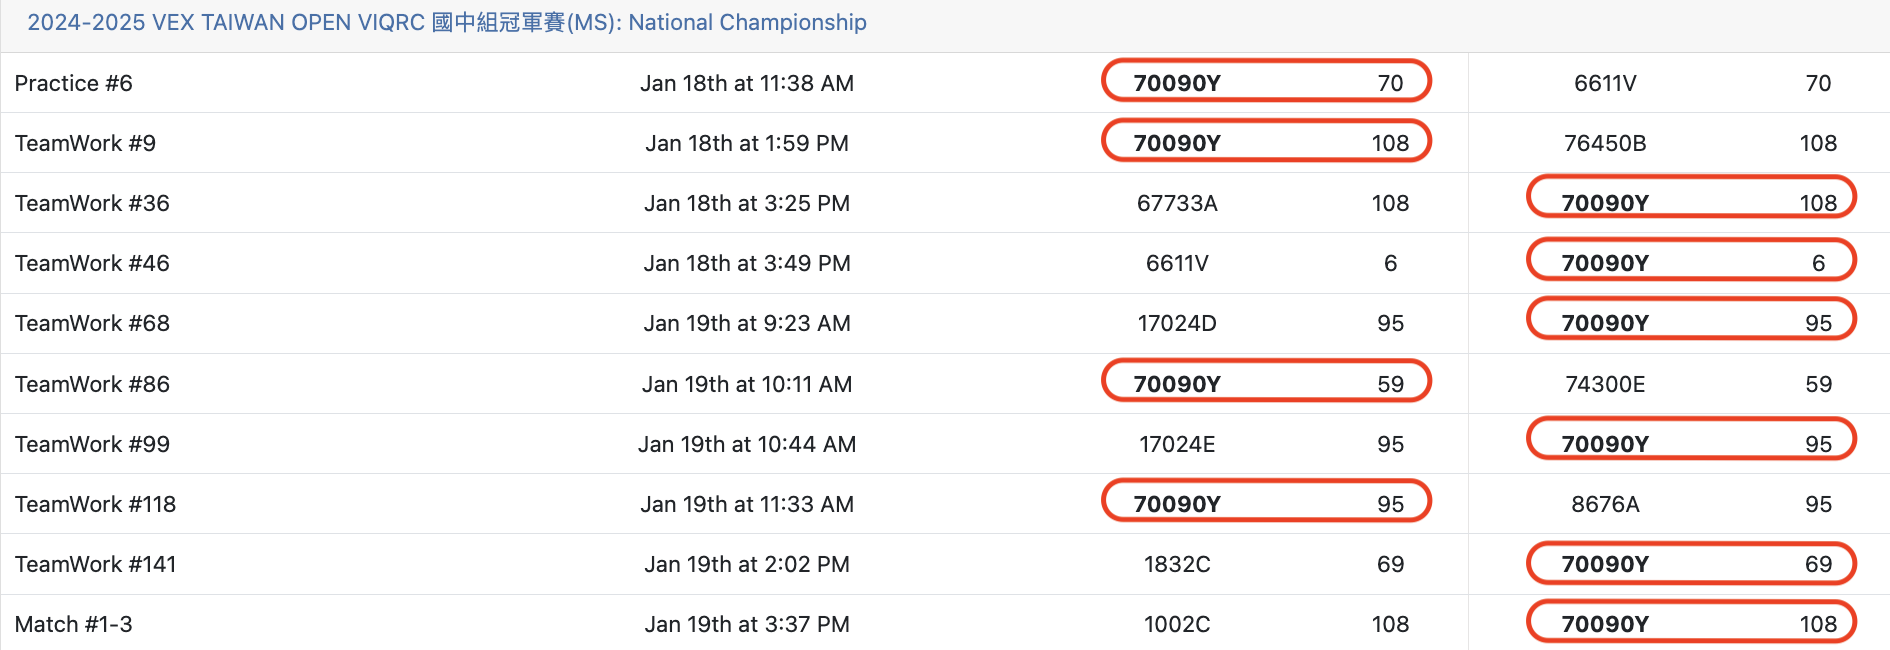 2024-2025 VEX TAIWAN OPEN VIQRC 國中組冠軍賽(MS): National Championship
Practice #6 Jan 18th at 11:38 AM 70090Y 70 6611V 70
TeamWork #9 Jan 18th at 1:59 PM 70090Y 108 76450B 108
TeamWork #36 Jan 18th at 3:25 PM 67733A 108 70090Y 108
TeamWork #46 Jan 18th at 3:49 PM 6611V 6 70090Y 6
TeamWork #68 Jan 19th at 9:23 AM 17024D 95 70090Y 95
TeamWork #86 Jan 19th at 10:11 AM 70090Y 59 74300E 59
TeamWork #99 Jan 19th at 10:44 AM 17024E 95 70090Y 95
TeamWork #118 Jan 19th at 11:33 AM 70090Y 95 8676A 95
TeamWork #141 Jan 19th at 2:02 PM 1832C 69 70090Y 69
Match #1-3 Jan 19th at 3:37 PM 1002C 108 70090Y 108